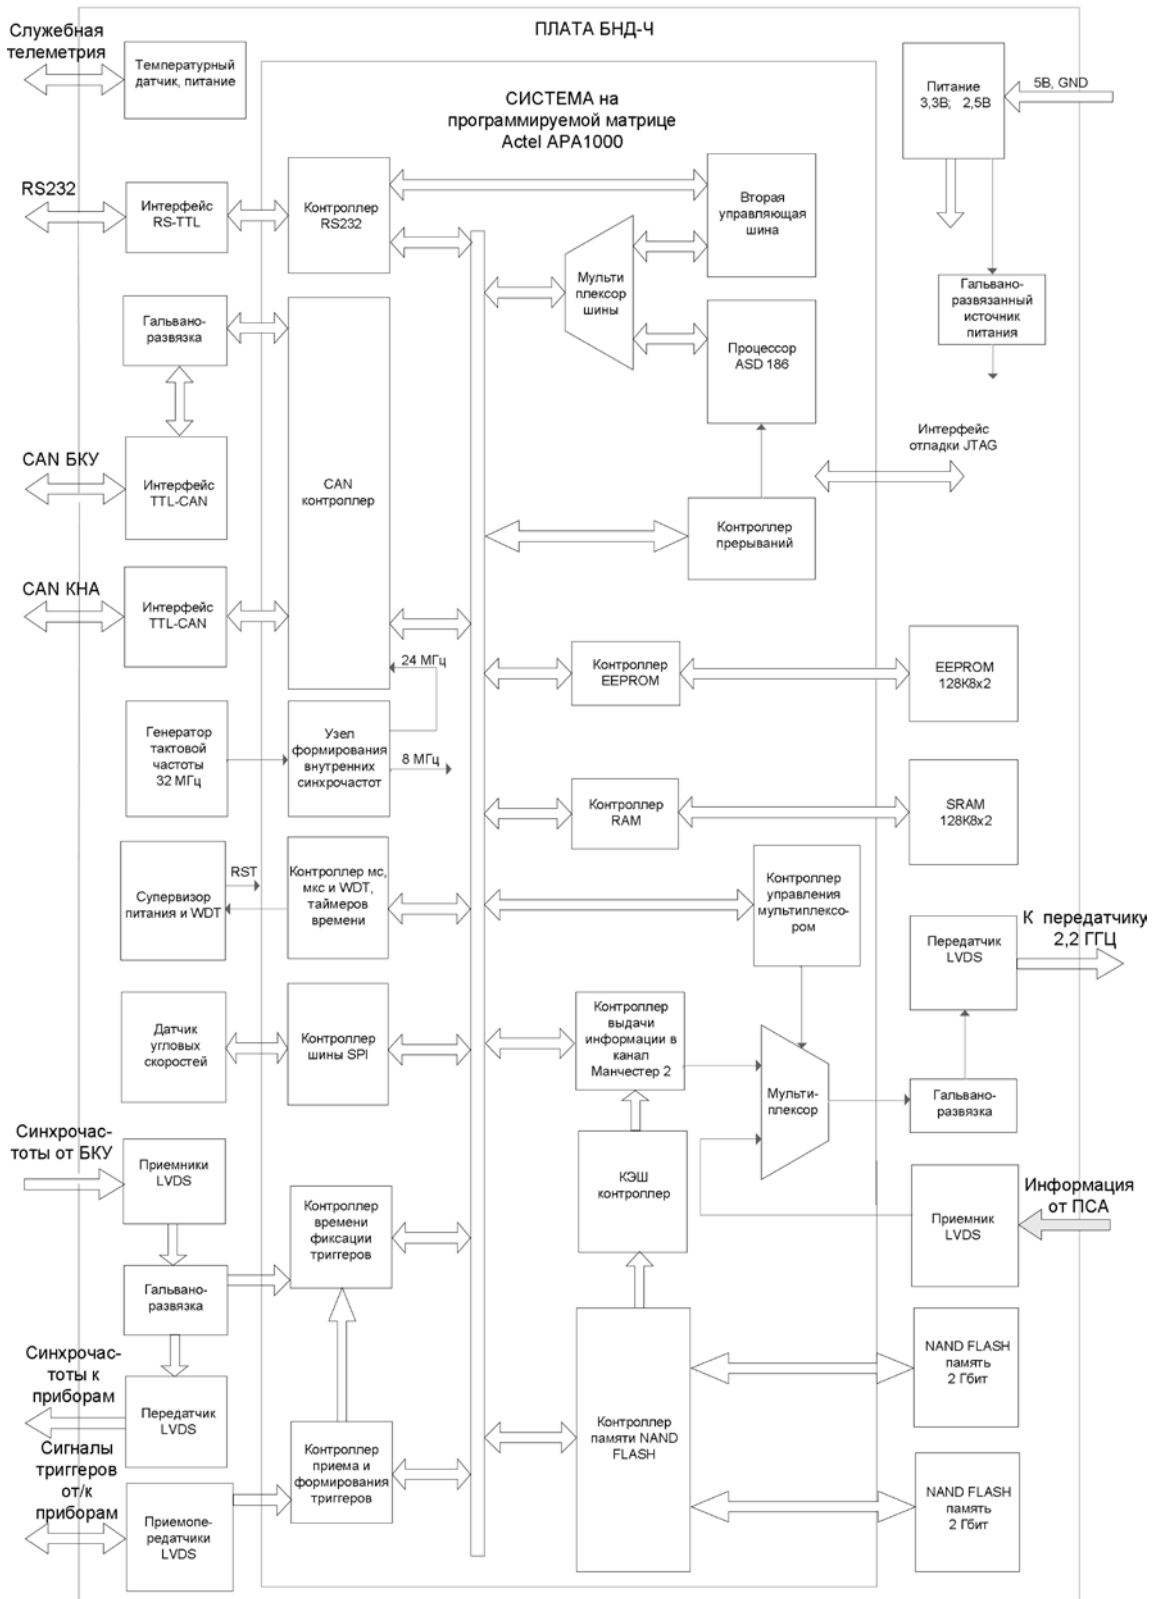 ПЛАТА БНД-Ч
Служебная
телеметрия
Температурный
датчик, питание
СИСТЕМА на
программируемой матрице
Actel APA1000
Питание
3,3В; 2,5В
5В, GND
RS232
Интерфейс
RS-TTL
Контроллер
RS232
Вторая
управляющая
шина
Мульти
плексор
шины
Гальвано-
развязанный
источник
питания
Гальвано-
развязка
Процессор
ASD 186
Интерфейс
отладки JTAG
CAN БКУ
Интерфейс
TTL-CAN
CAN
контроллер
Контроллер
прерываний
CAN КНА
Интерфейс
TTL-CAN
24 МГц
Контроллер
EEPROM
EEPROM
128K8x2
Генератор
тактовой
частоты
32 МГц
Узел
формирования
внутренних
синхрочастот
8 МГц
Контроллер
RAM
SRAM
128K8x2
Супервизор
питания и WDT
RST
Контроллер мс,
мкс и WDT,
таймеров
времени
Контроллер
управления
мультиплексо-
ром
Передатчик
LVDS
К передатчику
2,2 ГГЦ
Датчик
угловых
скоростей
Контроллер
шины SPI
Контроллер
выдачи
информации в
канал
Манчестер 2
Мульти-
плексор
Гальвано-
развязка
Синхрочас-
тоты от БКУ
Приемники
LVDS
КЭШ
контроллер
Информация
от ПСА
Приемник
LVDS
Контроллер
времени
фиксации
триггеров
Гальвано-
развязка
Синхрочас-
тоты к
приборам
Передатчик
LVDS
NAND FLASH
память
2 Гбит
Контроллер
памяти NAND
FLASH
Сигналы
триггеров
от/к
приборам
Контроллер
приема и
формирования
триггеров
Приемопе-
редатчики
LVDS
NAND FLASH
память
2 Гбит